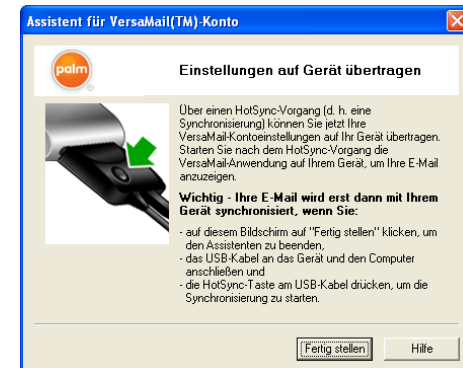 Assistent für VersaMail(TM)-Konto
palm
Einstellungen auf Gerät übertragen
Über einen HotSync-Vorgang (d. h. eine
Synchronisierung) können Sie jetzt Ihre
VersaMail-Kontoeinstellungen auf Ihr Gerät übertragen.
Starten Sie nach dem HotSync-Vorgang die
VersaMail-Anwendung auf Ihrem Gerät, um Ihre E-Mail
anzuzeigen.
Wichtig - Ihre E-Mail wird erst dann mit Ihrem
Gerät synchronisiert, wenn Sie:
- auf diesem Bildschirm auf "Fertig stellen" klicken, um
den Assistenten zu beenden,
- das USB-Kabel an das Gerät und den Computer
anschließen und
- die HotSync-Taste am USB-Kabel drücken, um die
Synchronisierung zu starten.
Fertig stellen Hilfe